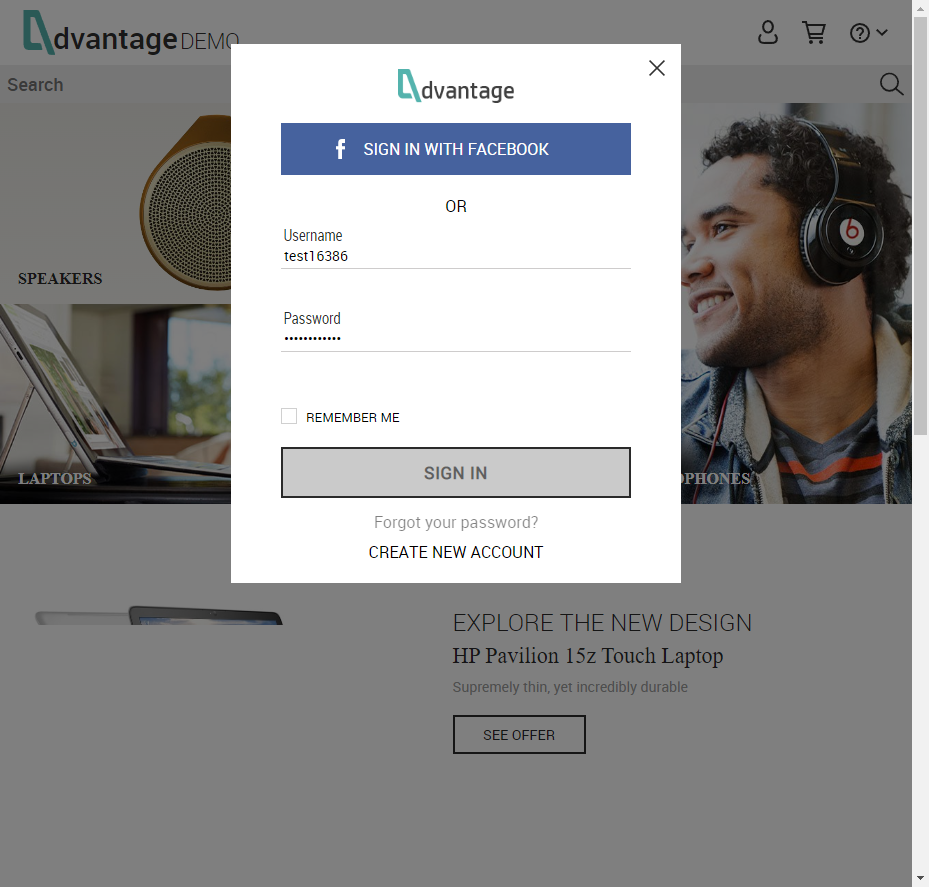 dvantage DEMO
Search
dvantage
SIGN IN WITH FACEBOOK
OR
Username
test16386
Password
••••••••••••
REMEMBER ME
SIGN IN
Forgot your password?
CREATE NEW ACCOUNT
SPEAKERS
LAPTOPS
PHONES
EXPLORE THE NEW DESIGN
HP Pavilion 15z Touch Laptop
Supremely thin, yet incredibly durable
SEE OFFER